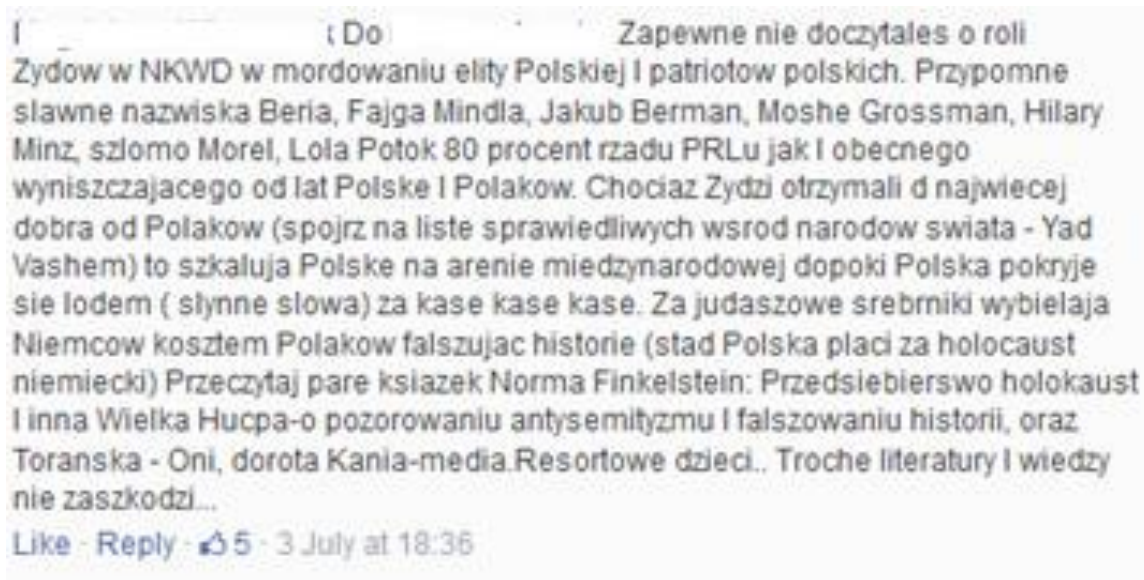 Do Zapewne nie doczytales o roli
Zydow w NKWD w mordowaniu elity Polskiej I patriotow polskich. Przypomne
slawne nazwiska Beria, Fajga Mindla, Jakub Berman, Moshe Grossman, Hilary
Minz, szlomo Morel, Lola Potok 80 procent rzadu PRLu jak I obecnego
wyniszczajacego od lat Polske I Polakow. Chociaz Zydzi otrzymali d najwiecej
dobra od Polakow (spojrz na liste sprawiedliwych wsrod narodow swiata - Yad
Vashem) to szkaluja Polske na arenie miedzynarodowej dopoki Polska pokryje
sie lodem ( slynne slowa) za kase kase kase. Za judaszowe srebrniki wybielaja
Niemcow kosztem Polakow falszujac historie (stad Polska placi za holocaust
niemiecki) Przeczytaj pare ksiazek Norma Finkelstein: Przedsiebierswo holokaust
I inna Wielka Hucpa-o pozorowaniu antysemityzmu I falszowaniu historii, oraz
Toranska - Oni, dorota Kania-media.Resortowe dzieci.. Troche literatury I wiedzy
nie zaszkodzi...
Like · Reply · 5 · 3 July at 18:36